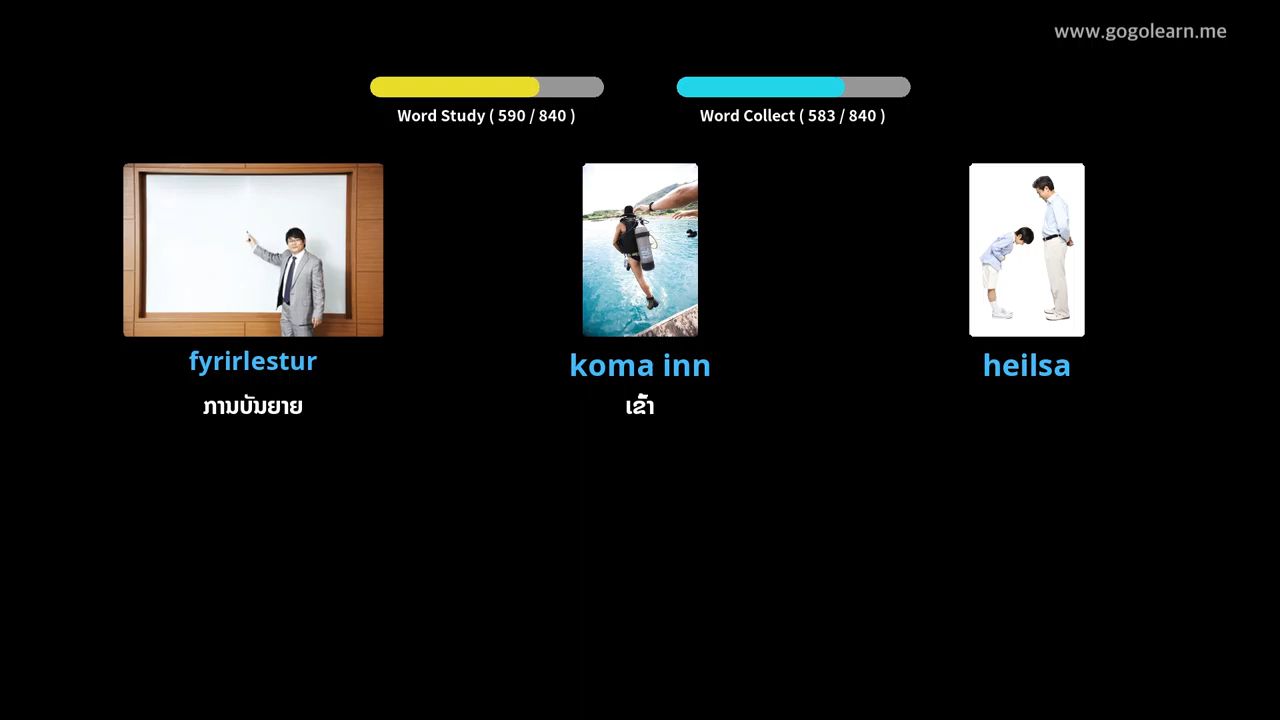 www.gogolearn.me
Word Study ( 590 / 840 )
Word Collect ( 583 / 840 )
fyrirlestur
koma inn
heilsa
ການບັນຍາຍ
ເຂົ້າ